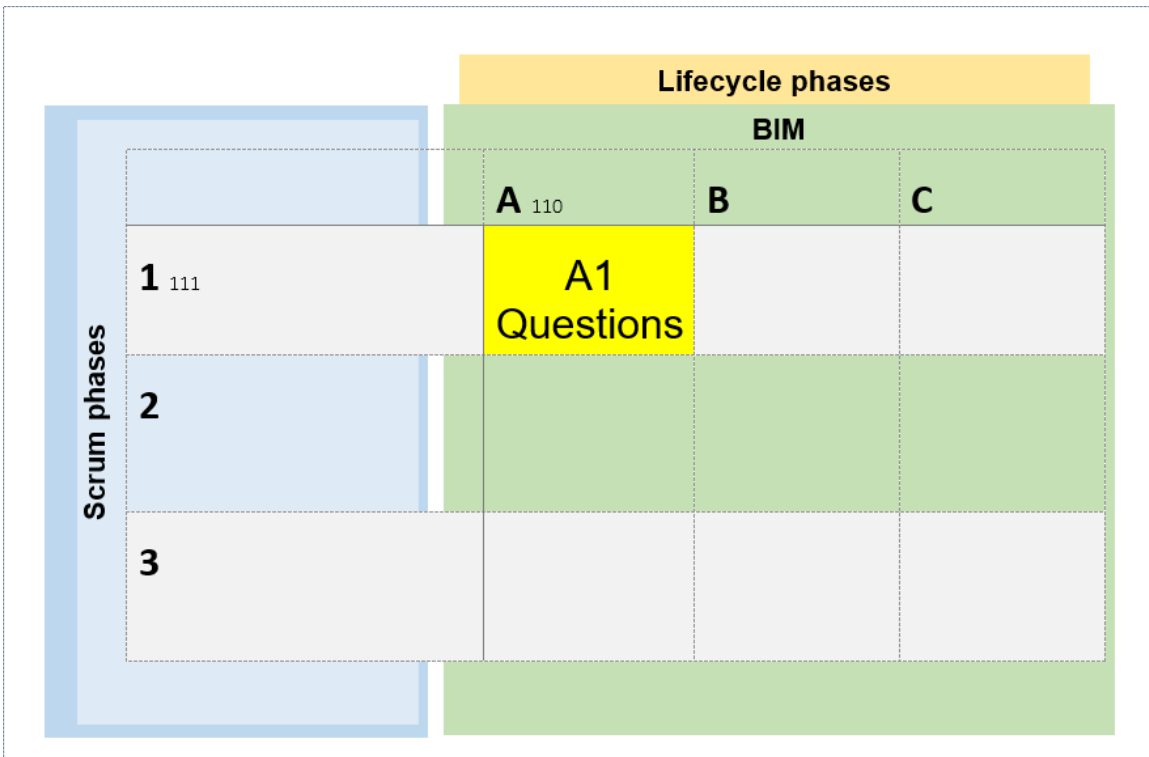 Lifecycle phases
BIM
A 110
B
C
1 111
A1
Questions
Scrum phases
2
3